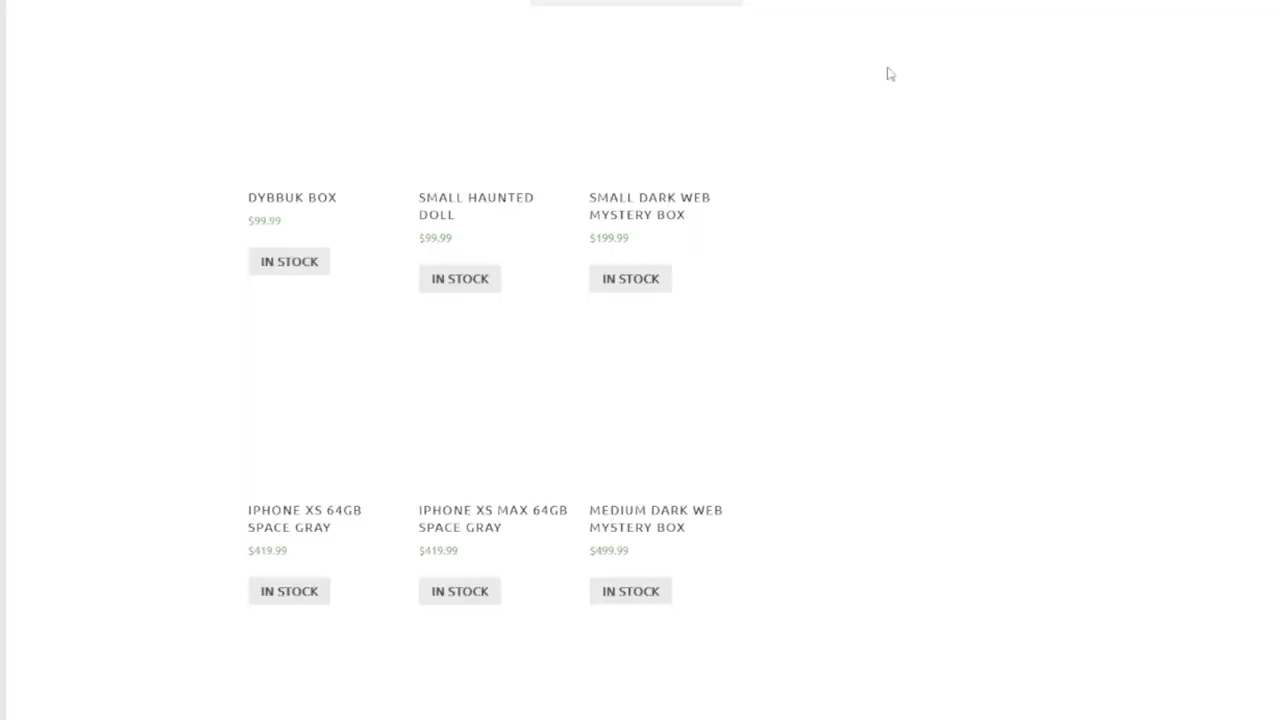 DYBBUK BOX
$99.99
IN STOCK
SMALL HAUNTED
DOLL
$99.99
IN STOCK
SMALL DARK WEB
MYSTERY BOX
$199.99
IN STOCK
IPHONE XS 64GB
SPACE GRAY
$419.99
IN STOCK
IPHONE XS MAX 64GB
SPACE GRAY
$419.99
IN STOCK
MEDIUM DARK WEB
MYSTERY BOX
$499.99
IN STOCK